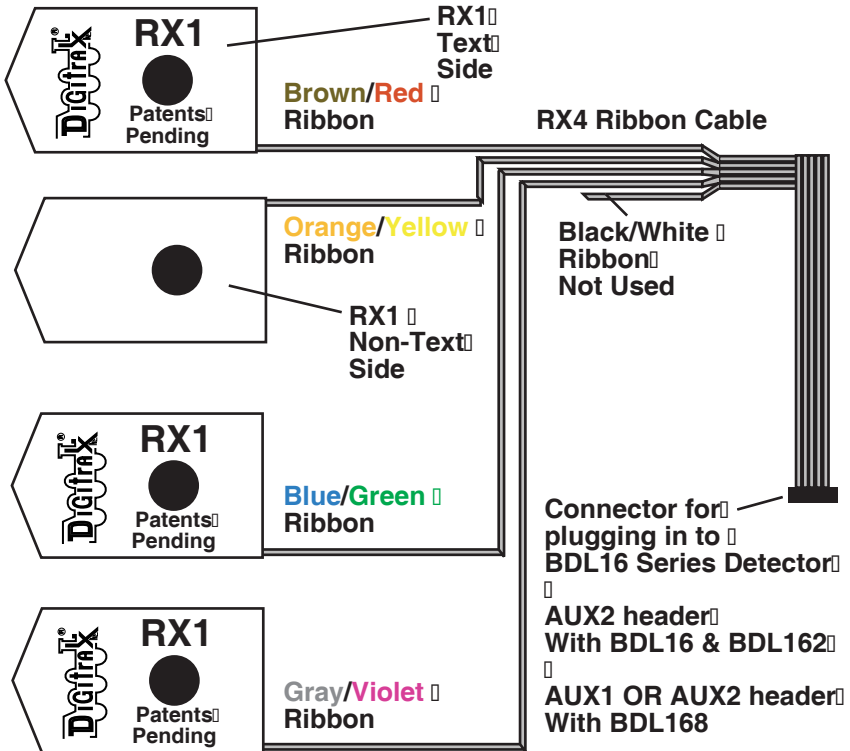 RX1
DIGITRAX®
Patents
Pending
RX1
Text
Side
Brown/Red
Ribbon
RX4 Ribbon Cable
Orange/Yellow
Ribbon
Black/White
Ribbon
Not Used
RX1
Non-Text
Side
RX1
DIGITRAX®
Patents
Pending
Blue/Green
Ribbon
Connector for
plugging in to
BDL16 Series Detector
AUX2 header
With BDL16 & BDL162
AUX1 OR AUX2 header
With BDL168
RX1
DIGITRAX®
Patents
Pending
Gray/Violet
Ribbon